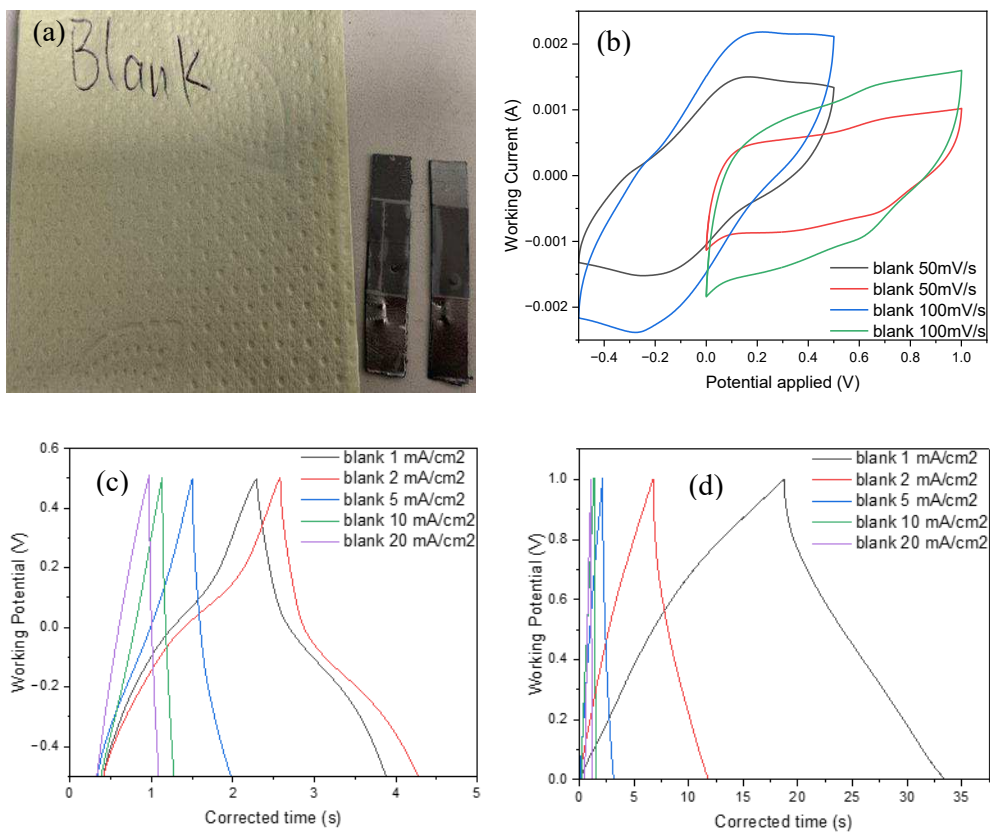 (a)
Blank
(b)
Working Current (A)
0.002
0.001
0.000
−0.001
−0.002
blank 50mV/s
blank 50mV/s
blank 100mV/s
blank 100mV/s
−0.4 −0.2 0.0 0.2 0.4 0.6 0.8 1.0
Potential applied (V)
(c)
Working Potential (V)
0.6
0.4
0.2
0.0
−0.2
−0.4
blank 1 mA/cm2
blank 2 mA/cm2
blank 5 mA/cm2
blank 10 mA/cm2
blank 20 mA/cm2
0 1 2 3 4 5
Corrected time (s)
(d)
Working Potential (V)
1.0
0.8
0.6
0.4
0.2
0.0
blank 1 mA/cm2
blank 2 mA/cm2
blank 5 mA/cm2
blank 10 mA/cm2
blank 20 mA/cm2
0 5 10 15 20 25 30 35
Corrected time (s)